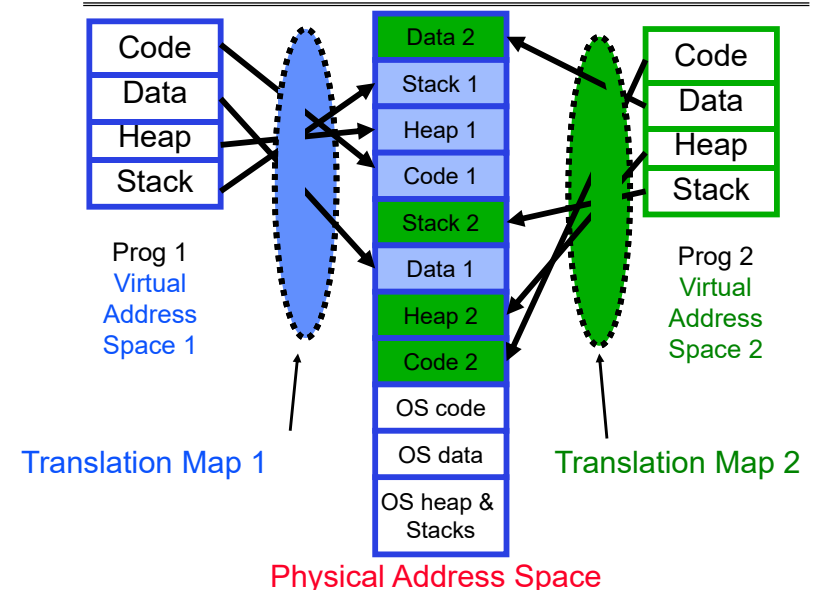 Code
Data
Heap
Stack
Prog 1
Virtual
Address
Space 1
Translation Map 1
Data 2
Stack 1
Heap 1
Code 1
Stack 2
Data 1
Heap 2
Code 2
OS code
OS data
OS heap &
Stacks
Physical Address Space
Code
Data
Heap
Stack
Prog 2
Virtual
Address
Space 2
Translation Map 2